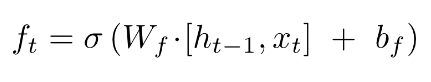 f_t = σ (W_f · [h_{t−1}, x_t] + b_f)